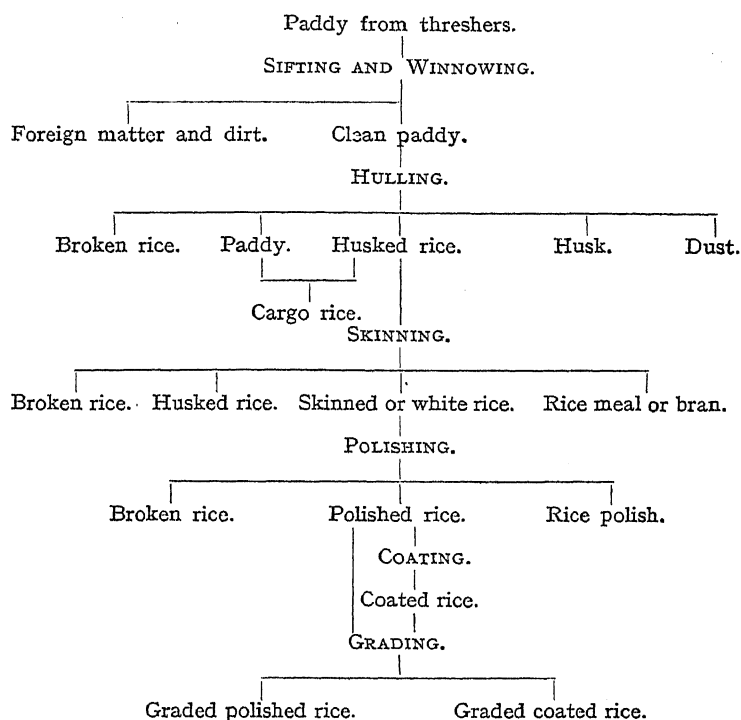 Paddy from threshers.
SIFTING AND WINNOWING.
Foreign matter and dirt. Clean paddy.
HULLING.
Broken rice. Paddy. Husked rice. Husk. Dust.
Cargo rice.
SKINNING.
Broken rice. Husked rice. Skinned or white rice. Rice meal or bran.
POLISHING.
Broken rice. Polished rice. Rice polish.
COATING.
Coated rice.
GRADING.
Graded polished rice. Graded coated rice.